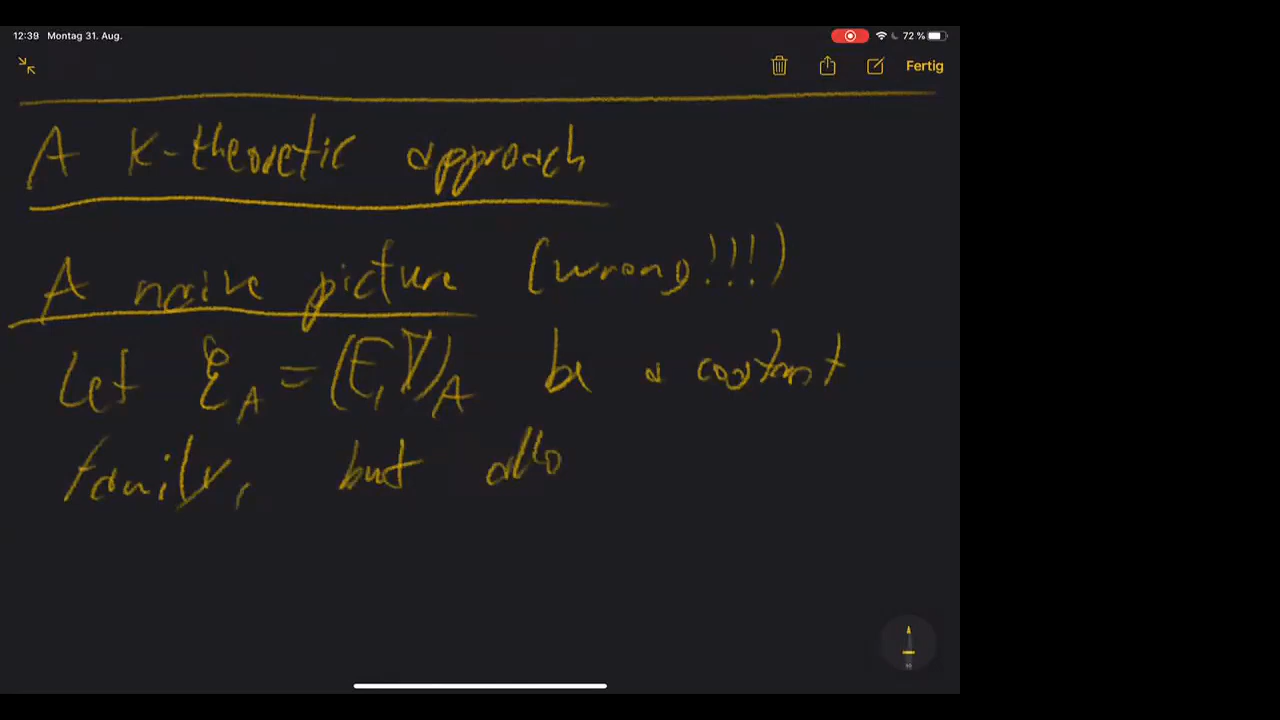 12:39 Montag 31. Aug. 72 %
Fertig
A K-theoretic approach
A naive picture (wrong!!!)
Let ℰ_A = (E, ∇)_A be a constant
family, but also